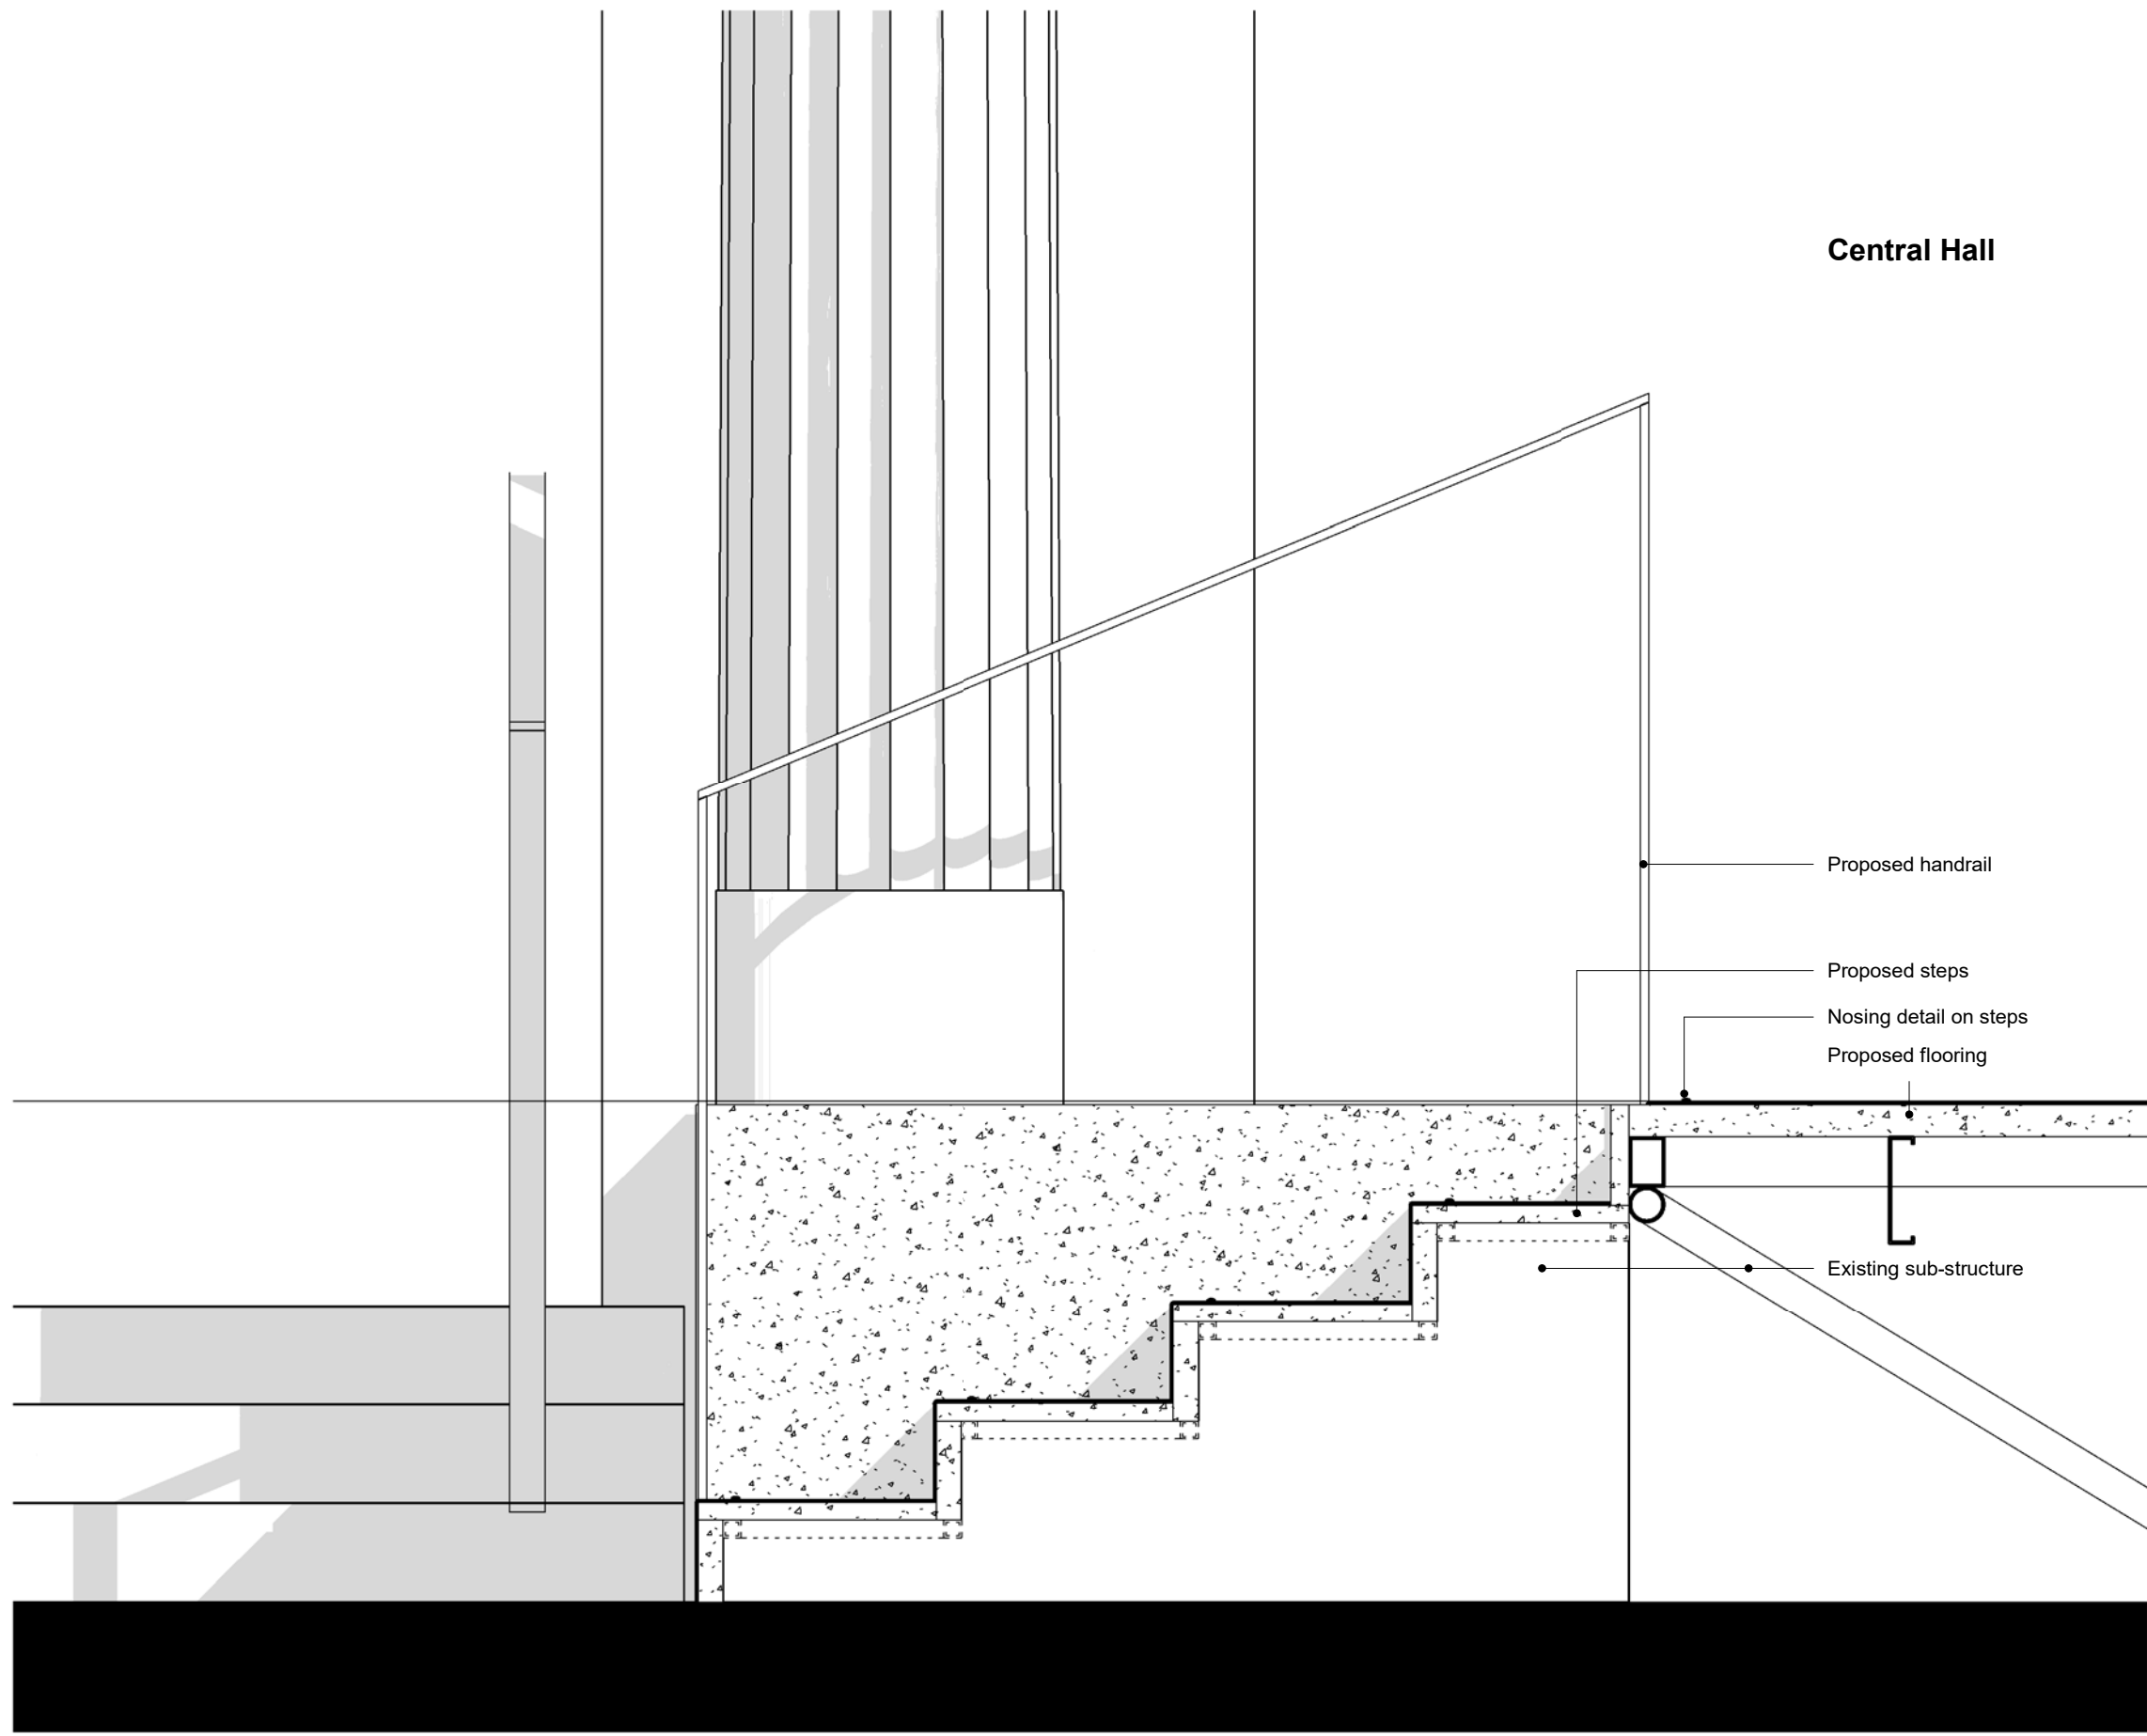 Central Hall
Proposed handrail
Proposed steps
Nosing detail on steps
Proposed flooring
Existing sub-structure